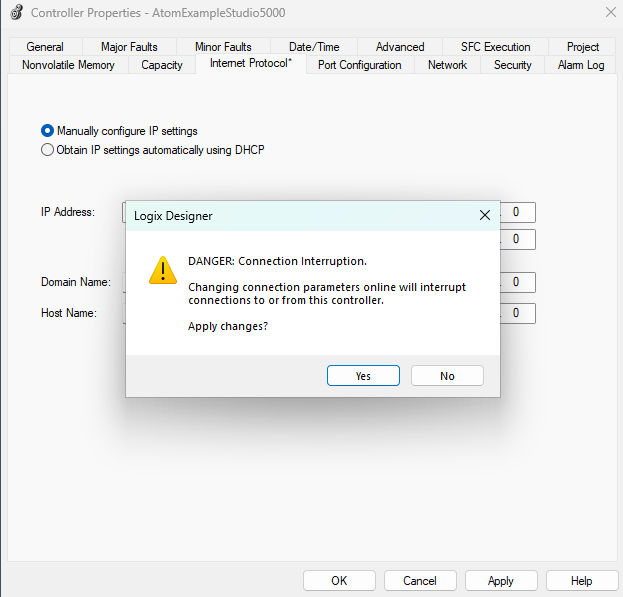 Controller Properties - AtomExampleStudio5000
General Major Faults Minor Faults Date/Time Advanced SFC Execution Project
Nonvolatile Memory Capacity Internet Protocol* Port Configuration Network Security Alarm Log
Manually configure IP settings
Obtain IP settings automatically using DHCP
IP Address: . 0
. 0
Domain Name: . 0
Host Name: . 0
Logix Designer
DANGER: Connection Interruption.
Changing connection parameters online will interrupt
connections to or from this controller.
Apply changes?
Yes No
OK Cancel Apply Help